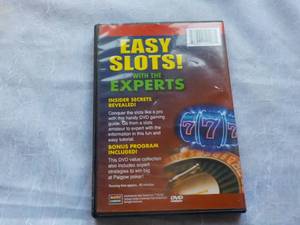 EASY
SLOTS!
WITH THE
EXPERTS
INSIDER SECRETS
REVEALED!
Conquer the slots like a pro
with this handy DVD gaming
guide. Go from a slots
amateur to expert with the
information in this fun and
easy tutorial.
BONUS PROGRAM
INCLUDED!
This DVD value collection
also includes expert
strategies to win big
at Paigow poker!
777
DVD